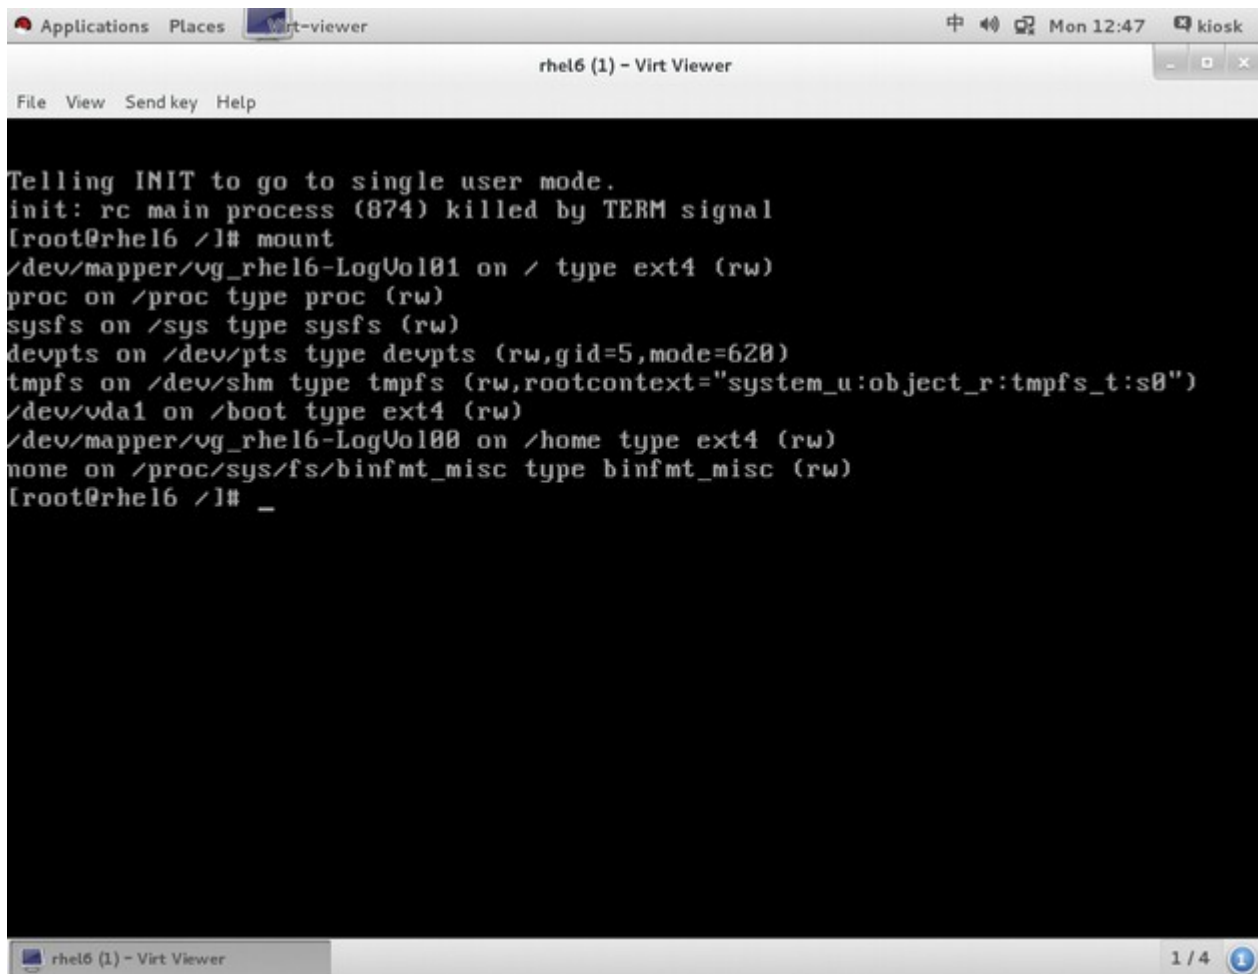 Applications Places Virt-viewer 中 Mon 12:47 kiosk
rhel6 (1) – Virt Viewer
File View Send key Help
Telling INIT to go to single user mode.
init: rc main process (874) killed by TERM signal
[root@rhel6 /]# mount
/dev/mapper/vg_rhel6-LogVol01 on / type ext4 (rw)
proc on /proc type proc (rw)
sysfs on /sys type sysfs (rw)
devpts on /dev/pts type devpts (rw,gid=5,mode=620)
tmpfs on /dev/shm type tmpfs (rw,rootcontext="system_u:object_r:tmpfs_t:s0")
/dev/vda1 on /boot type ext4 (rw)
/dev/mapper/vg_rhel6-LogVol00 on /home type ext4 (rw)
none on /proc/sys/fs/binfmt_misc type binfmt_misc (rw)
[root@rhel6 /]# _
rhel6 (1) – Virt Viewer 1 / 4 1